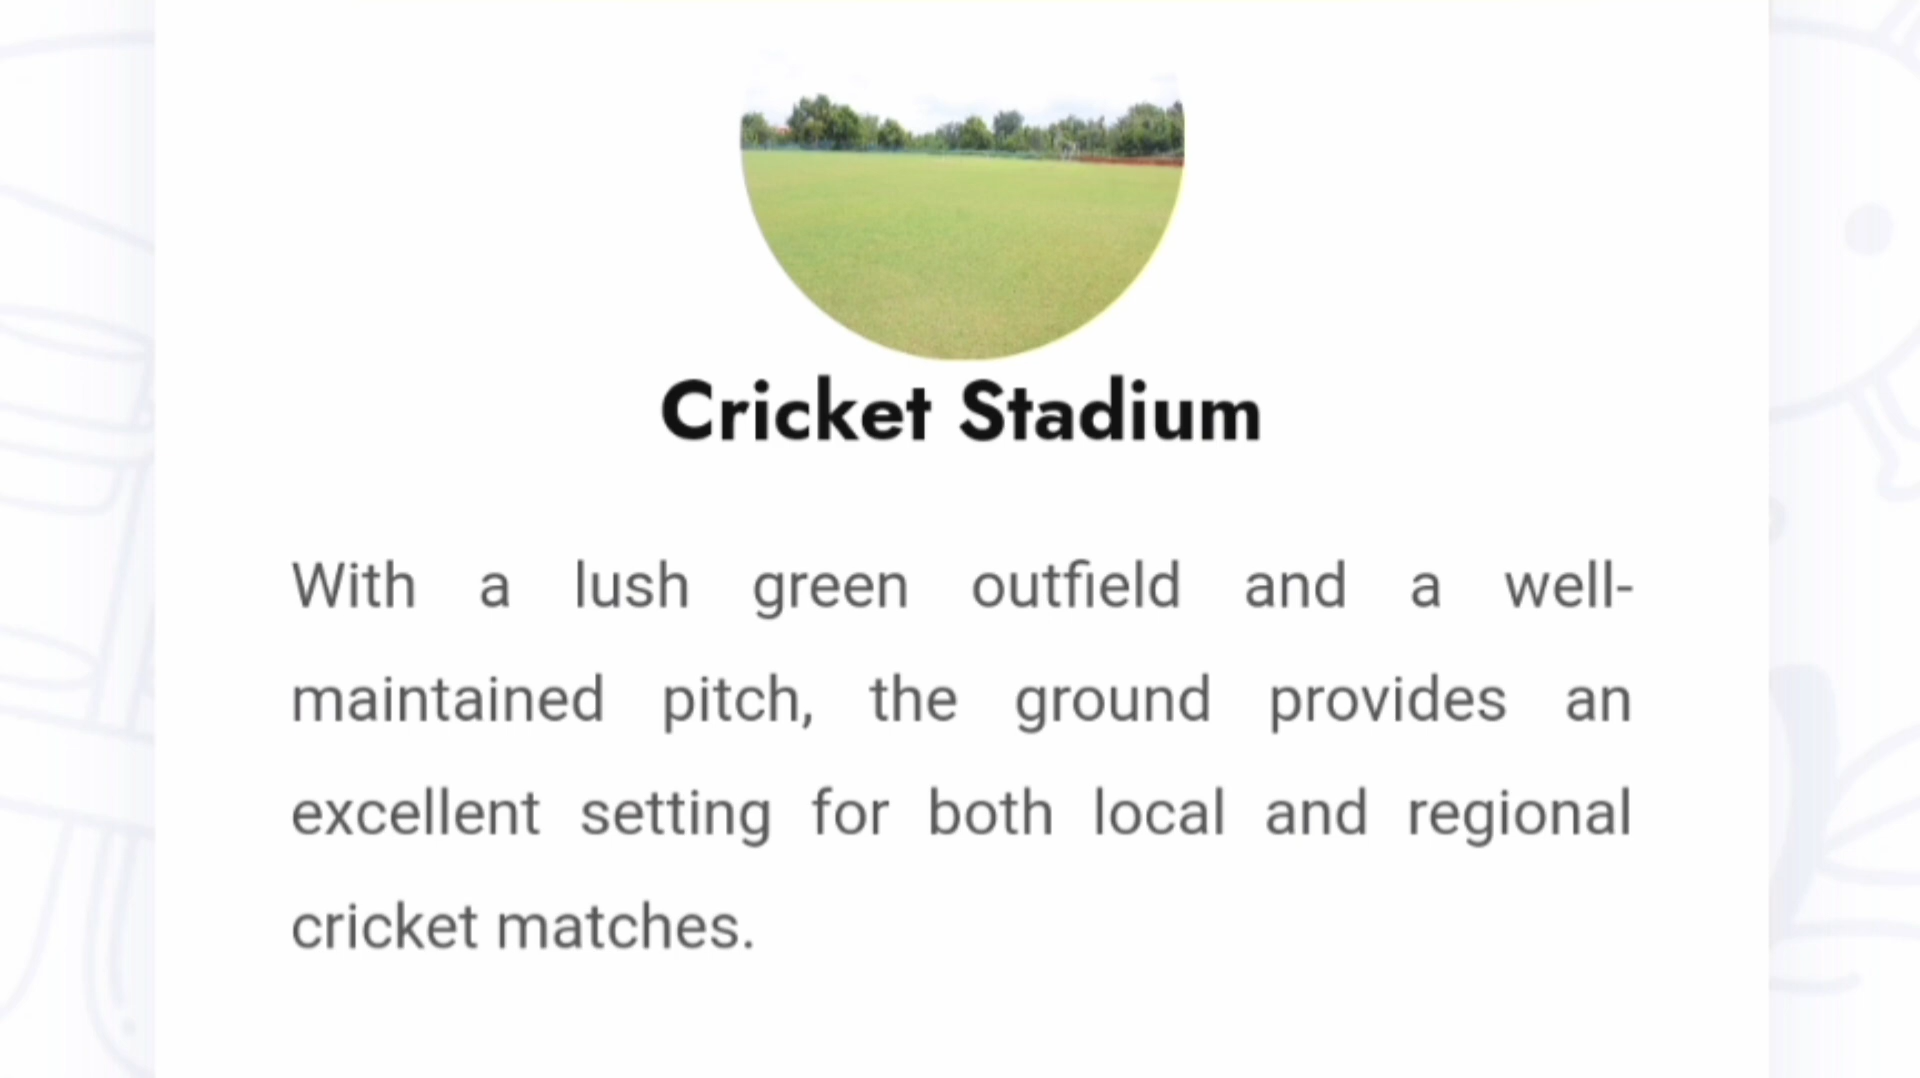 Cricket Stadium
With a lush green outfield and a well-
maintained pitch, the ground provides an
excellent setting for both local and regional
cricket matches.